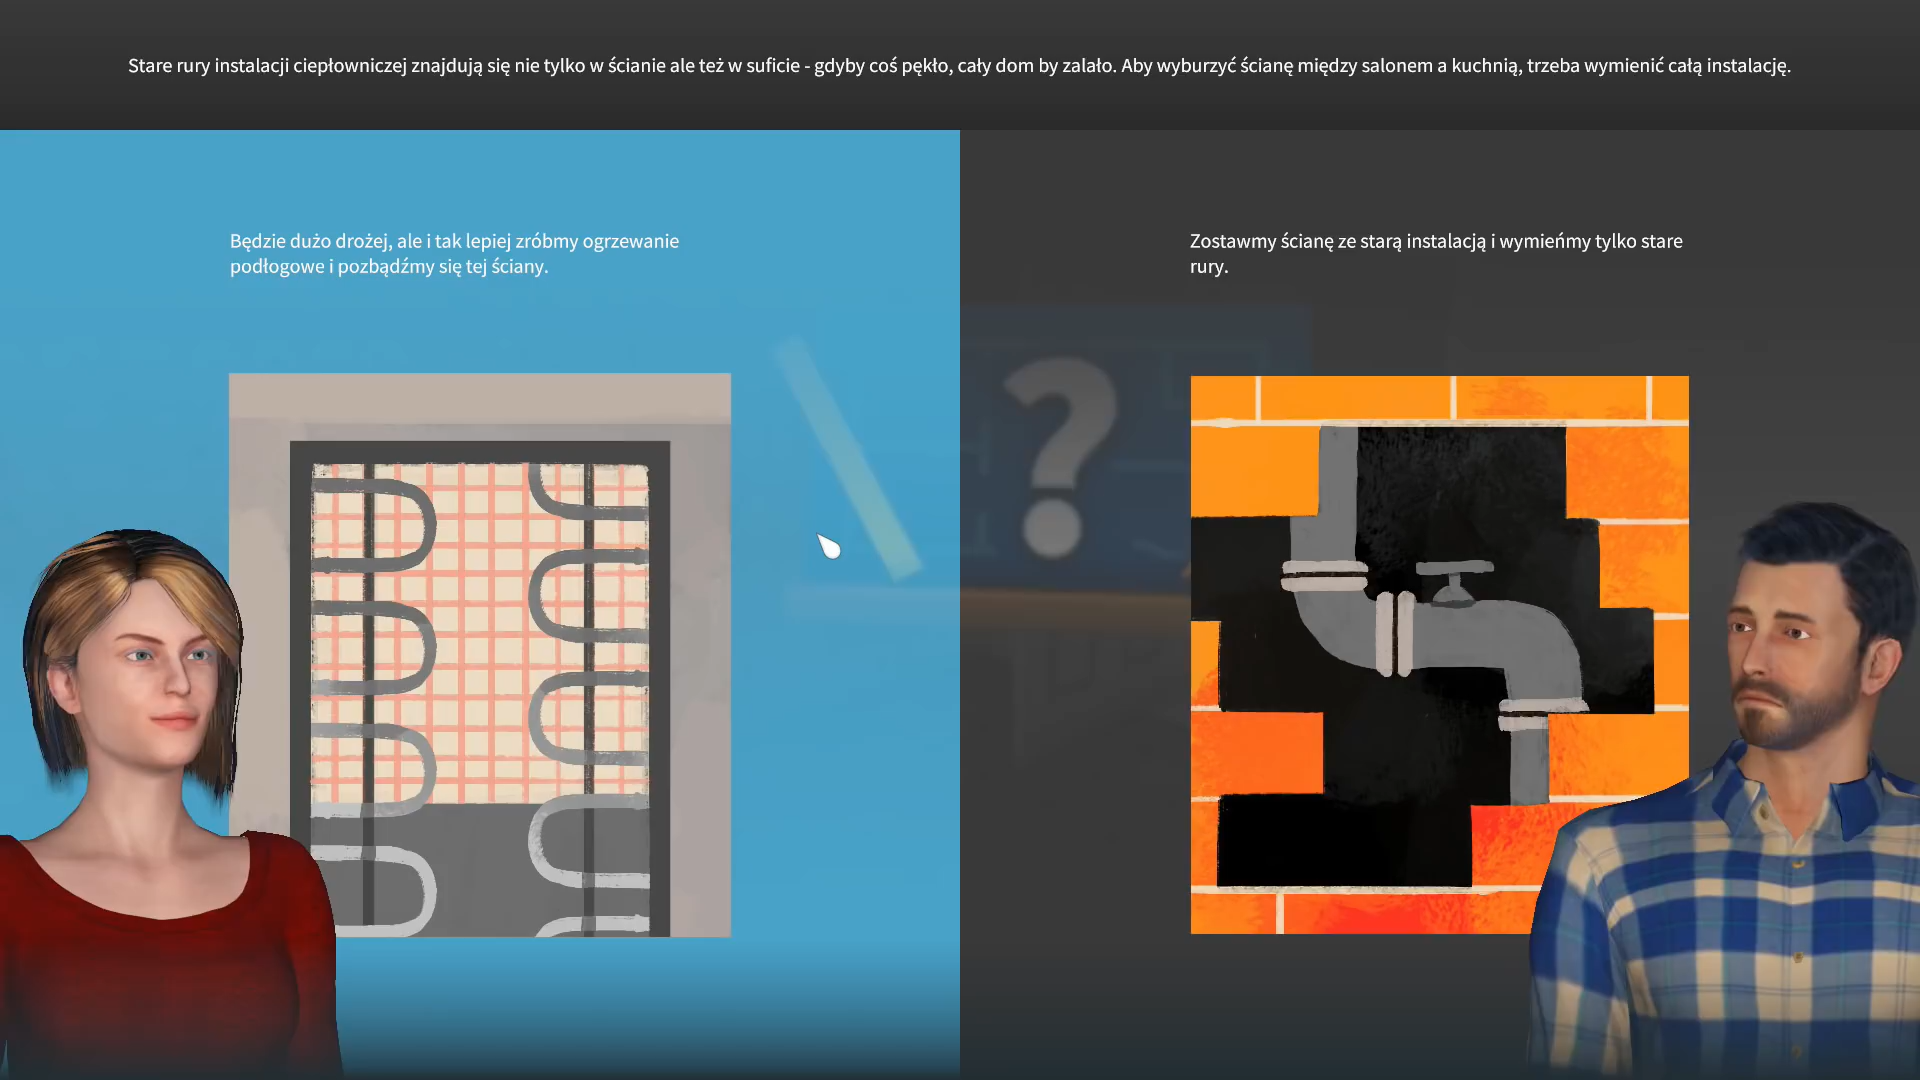 Stare rury instalacji ciepłowniczej znajdują się nie tylko w ścianie ale też w suficie - gdyby coś pękło, cały dom by zalało. Aby wyburzyć ścianę między salonem a kuchnią, trzeba wymienić całą instalację.
Będzie dużo drożej, ale i tak lepiej zróbmy ogrzewanie
podłogowe i pozbądźmy się tej ściany.
Zostawmy ścianę ze starą instalacją i wymieńmy tylko stare
rury.
?